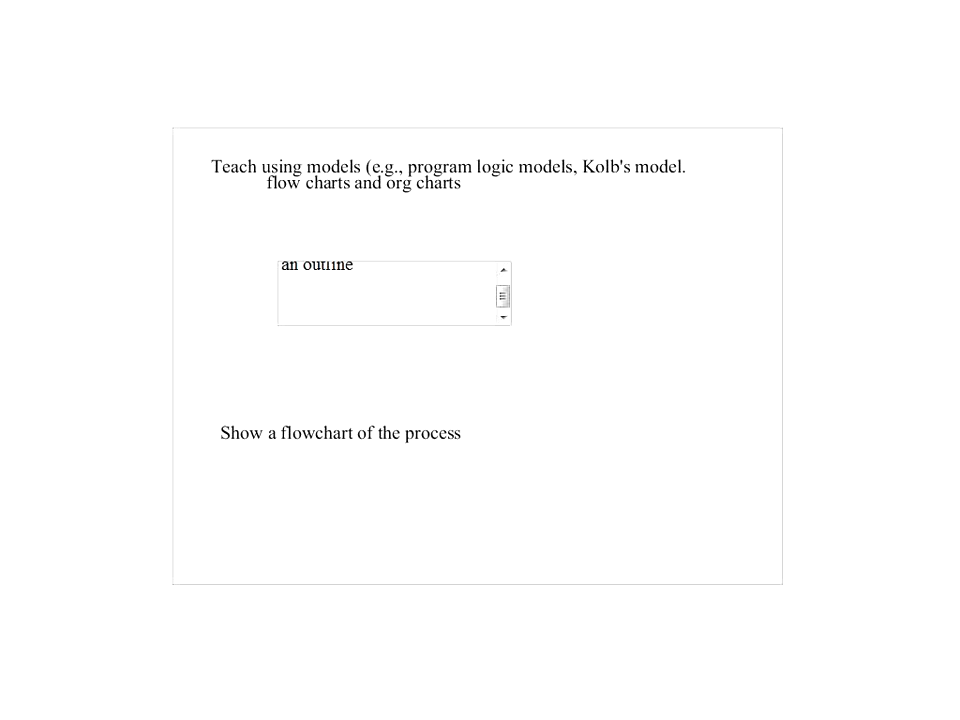 Teach using models (e.g., program logic models, Kolb's model.
flow charts and org charts
an outline
Show a flowchart of the process